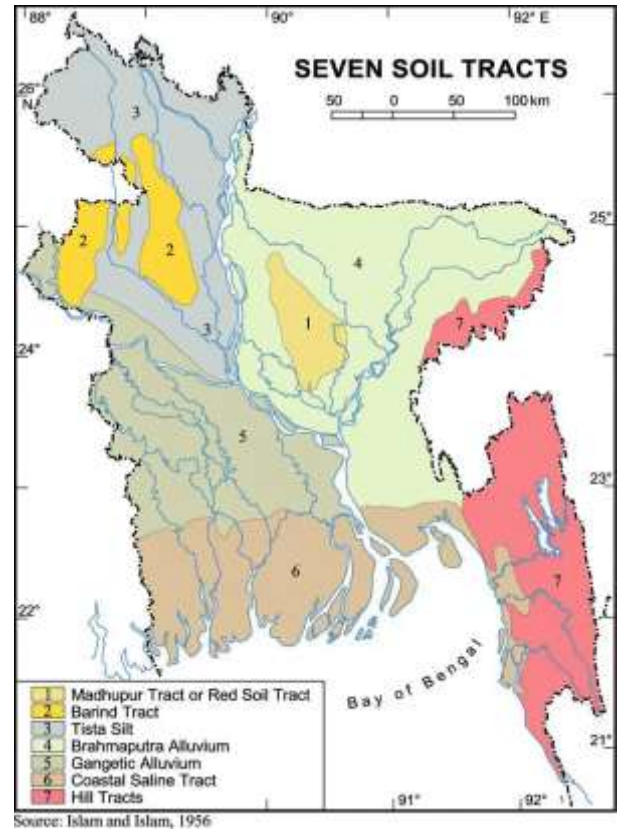 88° 90° 92° E
SEVEN SOIL TRACTS
50 0 50 100 km
26°
N
3
25°
2
2
4
3
1
7
24°
5
23°
6
7
22°
Bay of Bengal
1 Madhupur Tract or Red Soil Tract
2 Barind Tract
3 Tista Silt
4 Brahmaputra Alluvium
5 Gangetic Alluvium
6 Coastal Saline Tract
7 Hill Tracts
21°
90° 91° 92°
Source: Islam and Islam, 1956